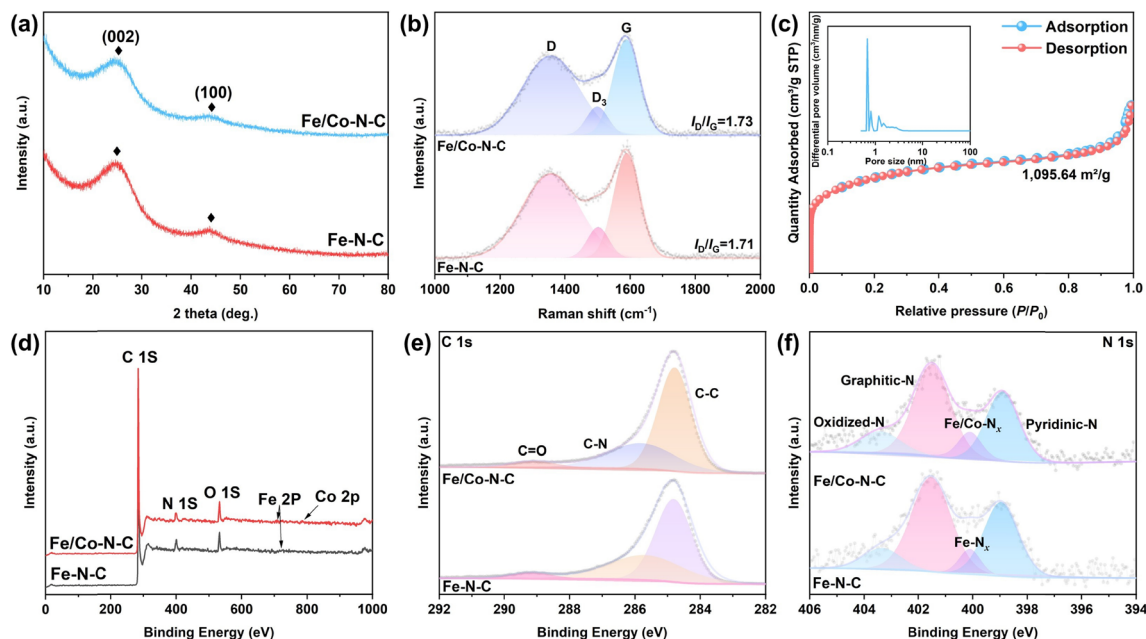 (a)
(002)
(100)
Fe/Co-N-C
Fe-N-C
Intensity (a.u.)
10 20 30 40 50 60 70 80
2 theta (deg.)
(b)
D
G
D₃
I_D/I_G=1.73
Fe/Co-N-C
I_D/I_G=1.71
Fe-N-C
Intensity (a.u.)
1000 1200 1400 1600 1800 2000
Raman shift (cm⁻¹)
(c)
Adsorption
Desorption
Differential pore volume (cm³/nm/g)
0.1 1 10 100
Pore size (nm)
1,095.64 m²/g
Quantity Adsorbed (cm³/g STP)
0.0 0.2 0.4 0.6 0.8 1.0
Relative pressure (P/P₀)
(d)
C 1S
N 1S
O 1S
Fe 2P
Co 2p
Fe/Co-N-C
Fe-N-C
Intensity (a.u.)
0 200 400 600 800 1000
Binding Energy (eV)
(e)
C 1s
C-C
C-N
C=O
Fe/Co-N-C
Fe-N-C
Intensity (a.u.)
292 290 288 286 284 282
Binding Energy (eV)
(f)
N 1s
Graphitic-N
Oxidized-N
Fe/Co-Nₓ
Pyridinic-N
Fe/Co-N-C
Fe-Nₓ
Fe-N-C
Intensity (a.u.)
406 404 402 400 398 396 394
Binding Energy (eV)